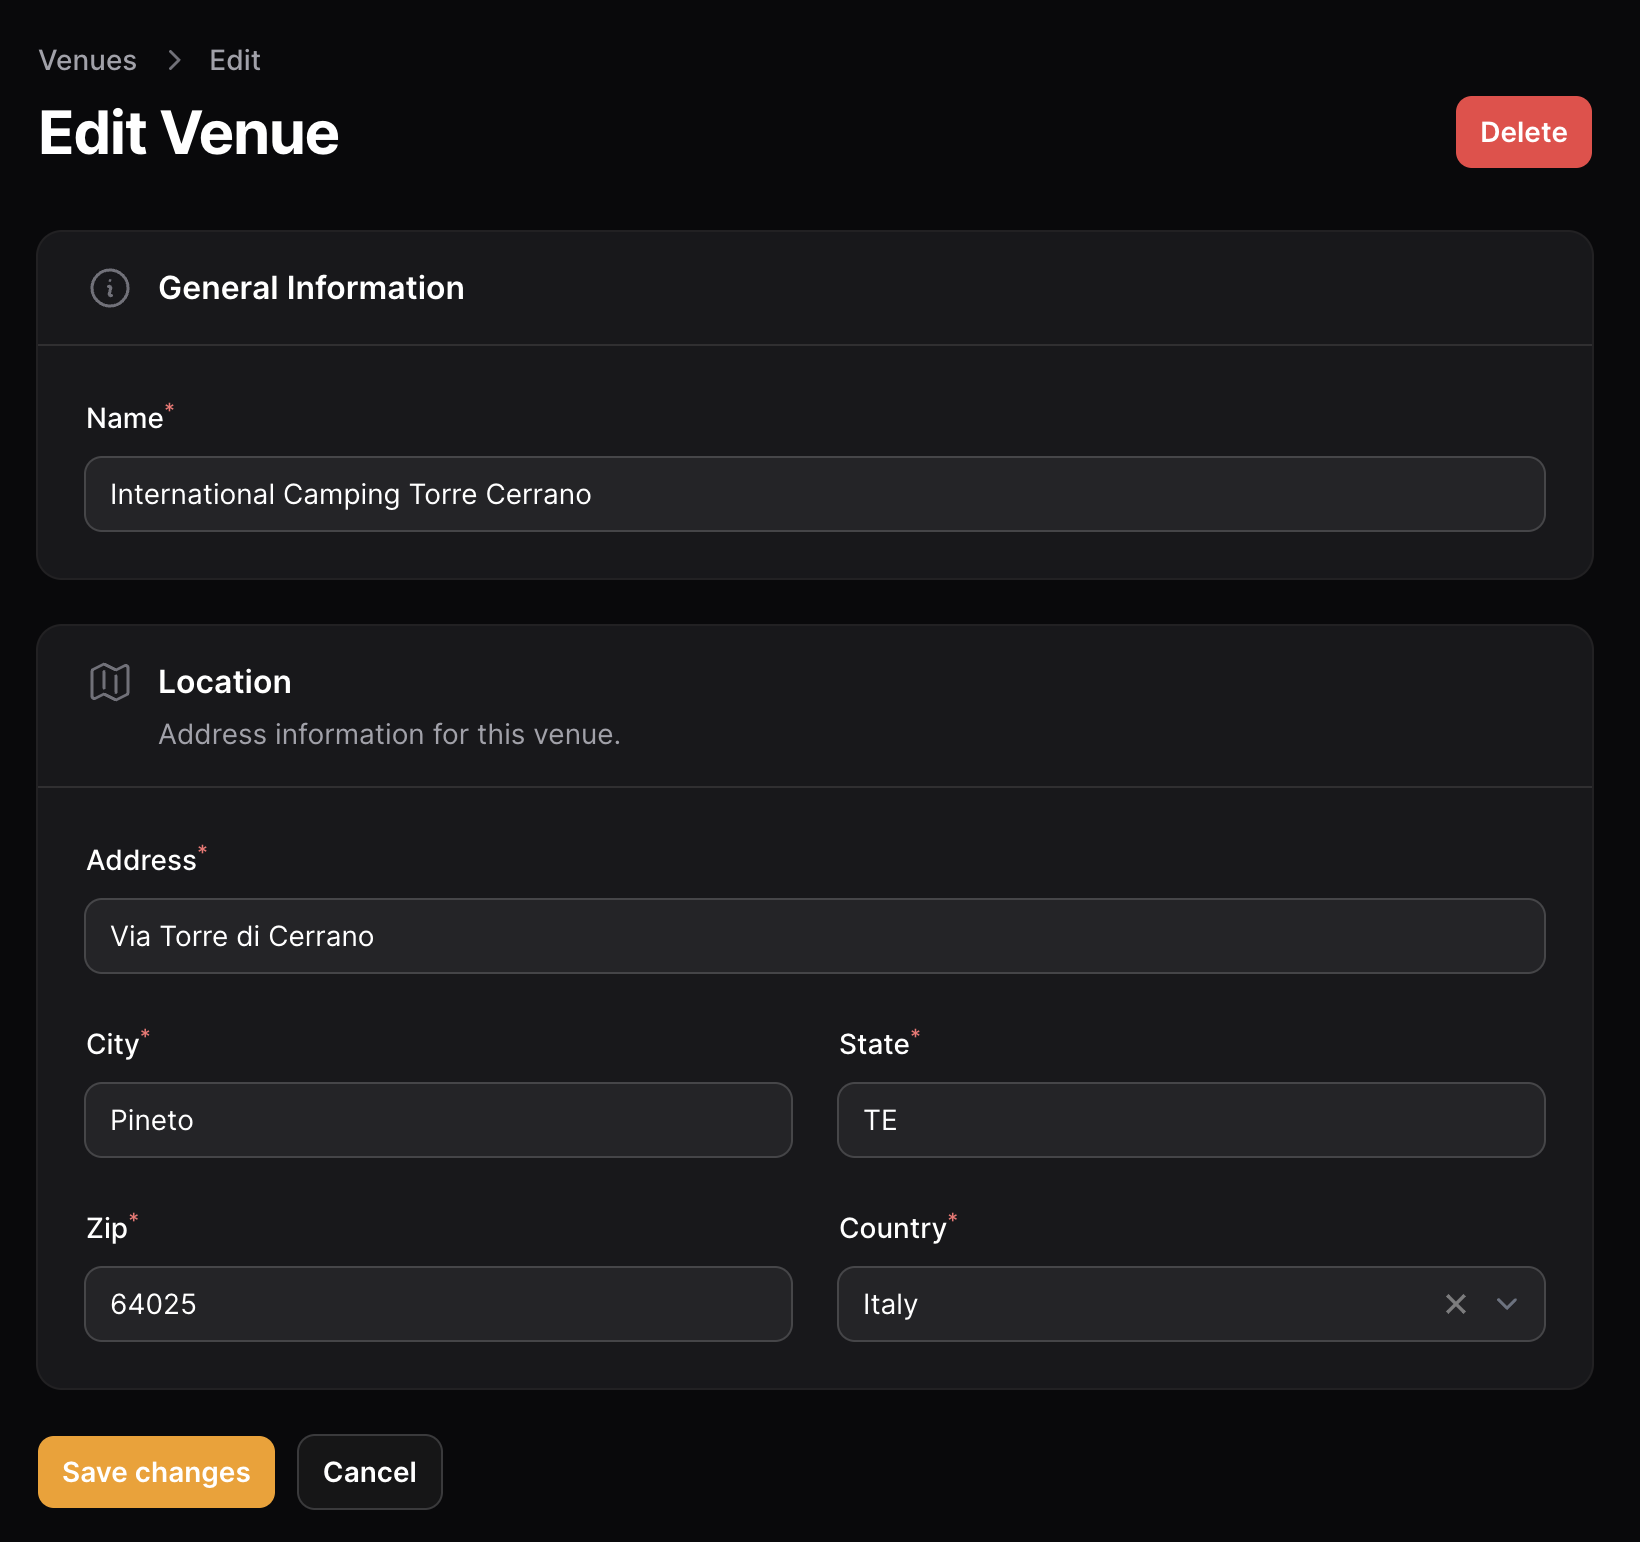 Venues > Edit
Edit Venue
Delete
General Information
Name*
International Camping Torre Cerrano
Location
Address information for this venue.
Address*
Via Torre di Cerrano
City* State*
Pineto TE
Zip* Country*
64025 Italy
Save changes Cancel